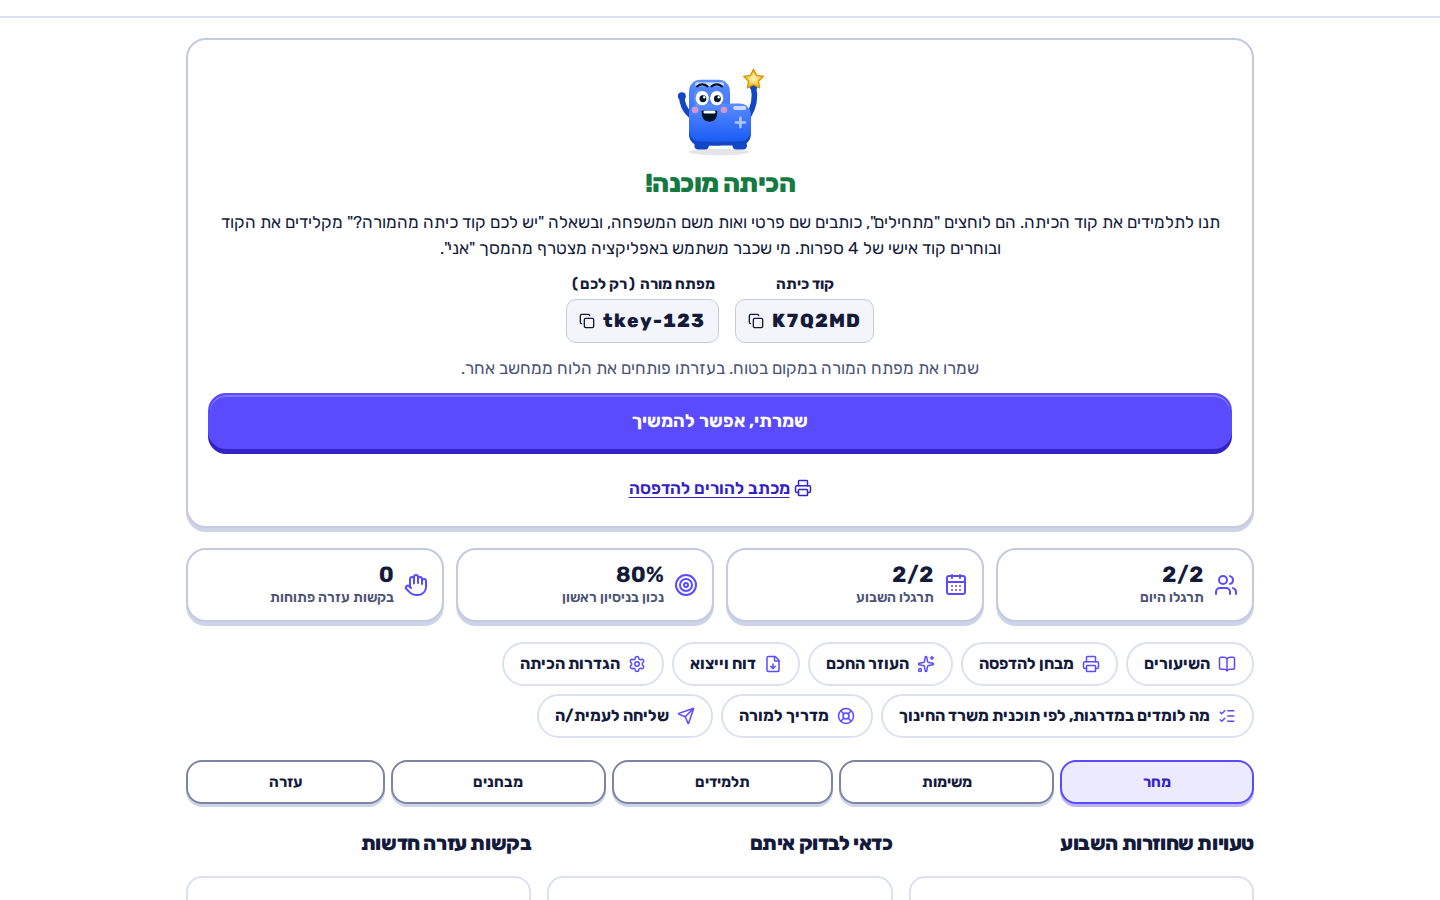 הכיתה מוכנה!
תנו לתלמידים את קוד הכיתה. הם לוחצים "מתחילים", כותבים שם פרטי ואות משם המשפחה, ובשאלה "יש לכם קוד כיתה מהמורה?" מקלידים את הקוד
ובוחרים קוד אישי של 4 ספרות. מי שכבר משתמש באפליקציה מצטרף מהמסך "אני".
קוד כיתה
K7Q2MD
מפתח מורה (רק לכם)
tkey-123
שמרו את מפתח המורה במקום בטוח. בעזרתו פותחים את הלוח ממחשב אחר.
שמרתי, אפשר להמשיך
מכתב להורים להדפסה
2/2
תרגלו היום
2/2
תרגלו השבוע
80%
נכון בניסיון ראשון
0
בקשות עזרה פתוחות
השיעורים
מבחן להדפסה
העוזר החכם
דוח וייצוא
הגדרות הכיתה
מה לומדים במדרגות, לפי תוכנית משרד החינוך
מדריך למורה
שליחה לעמית/ה
מחר
משימות
תלמידים
מבחנים
עזרה
טעויות שחוזרות השבוע
כדאי לבדוק איתם
בקשות עזרה חדשות